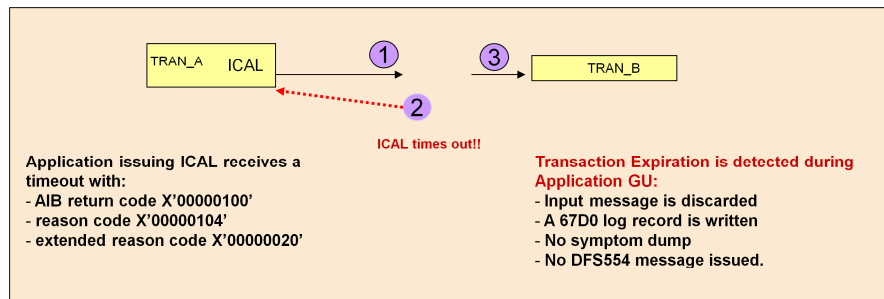 TRAN_A ICAL
1
3
TRAN_B
2
ICAL times out!!
Application issuing ICAL receives a
timeout with:
- AIB return code X’00000100’
- reason code X’00000104’
- extended reason code X’00000020’
Transaction Expiration is detected during
Application GU:
- Input message is discarded
- A 67D0 log record is written
- No symptom dump
- No DFS554 message issued.